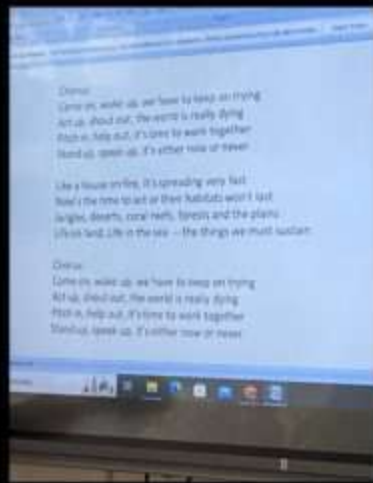 Chorus:
Come on, wake up, we have to keep on trying
Act up, shout out, the world is really dying
Pitch in, help out, it's time to work together
Stand up, speak up, it's either now or never
Like a house on fire, it's spreading very fast
Now's the time to act or their habitats won't last
Jungles, deserts, coral reefs, forests and the plains
Life on land, Life in the sea – the things we must sustain
Chorus:
Come on, wake up, we have to keep on trying
Act up, shout out, the world is really dying
Pitch in, help out, it's time to work together
Stand up, speak up, it's either now or never